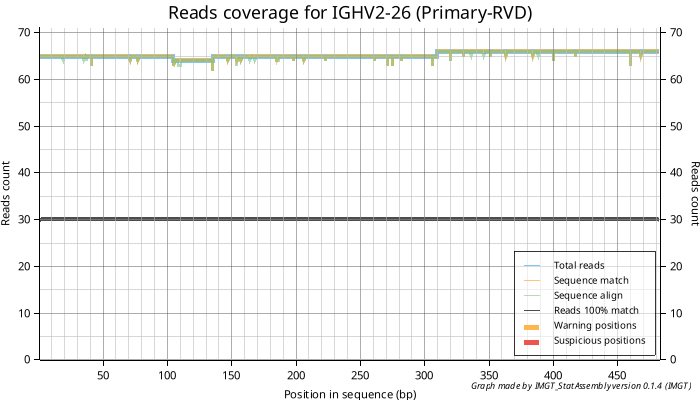 Reads coverage for IGHV2-26 (Primary-RVD)
70
60
50
40
30
20
10
0
Reads count
70
60
50
40
30
20
10
0
Reads count
50
100
150
200
250
300
350
400
450
Position in sequence (bp)
Total reads
Sequence match
Sequence align
Reads 100% match
Warning positions
Suspicious positions
Graph made by IMGT_StatAssembly version 0.1.4 (IMGT)